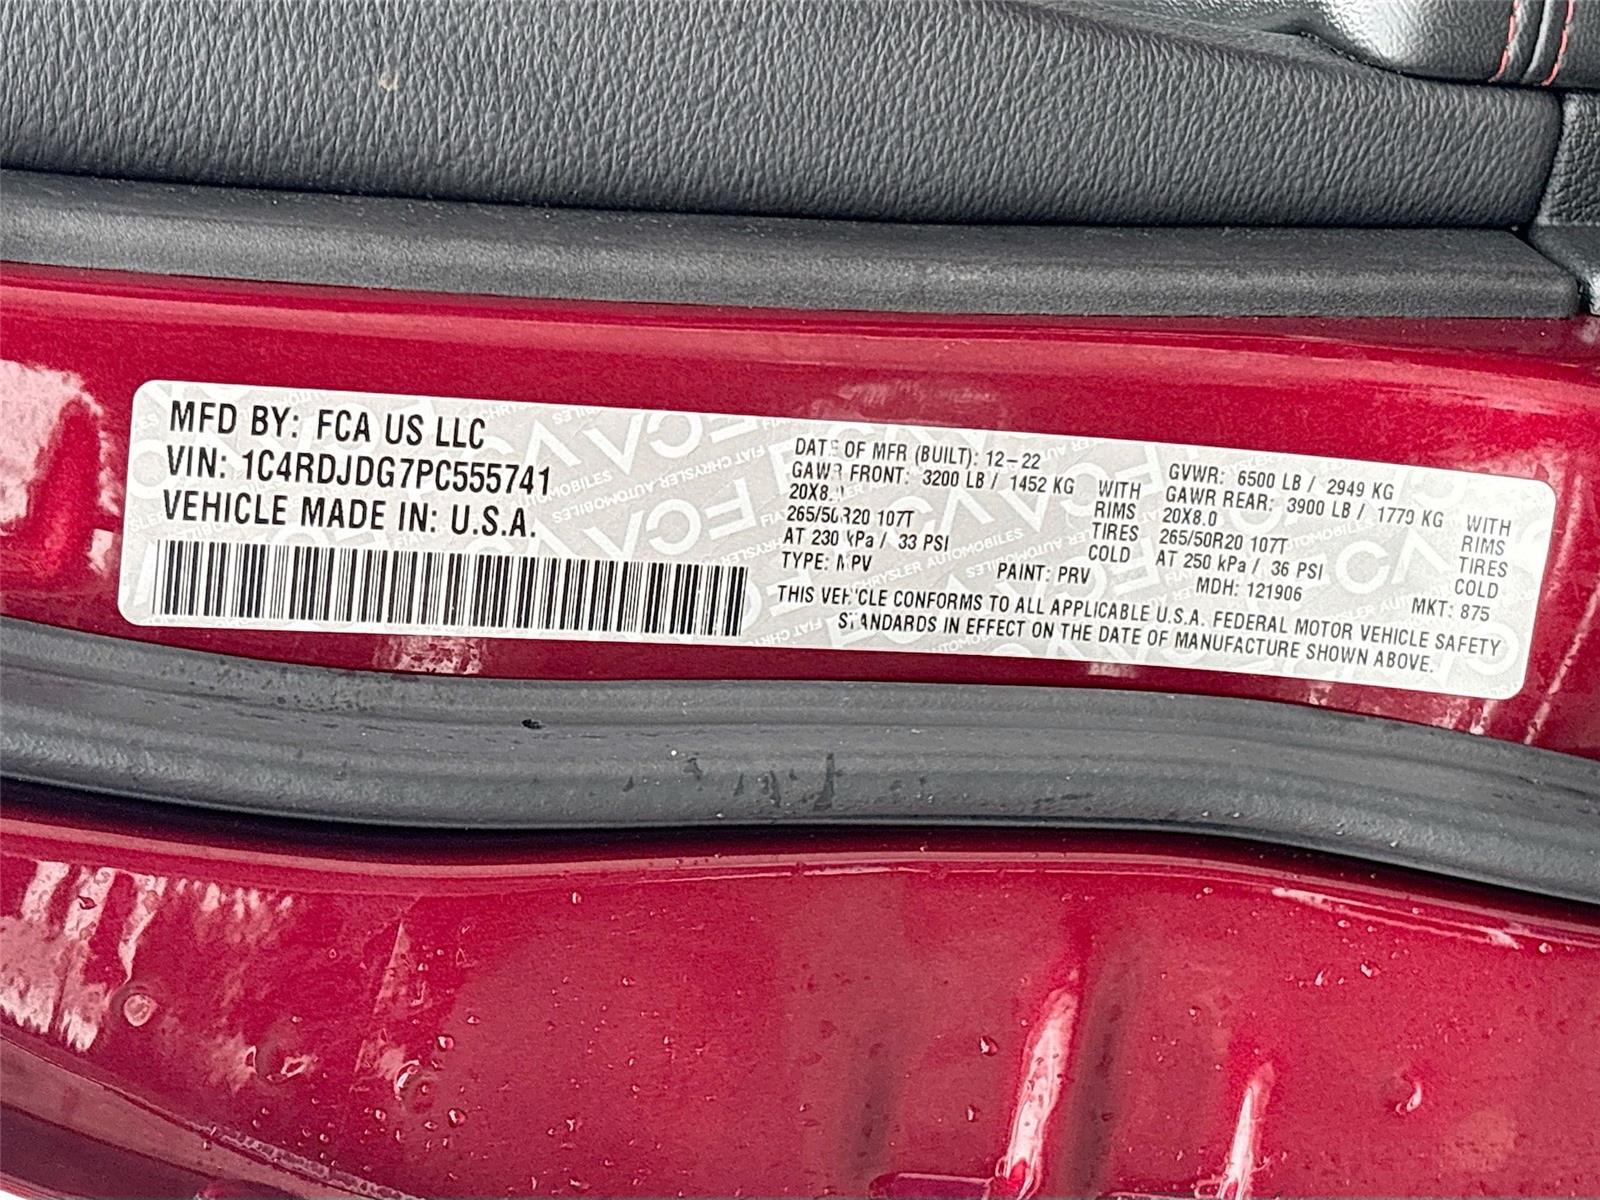 MFD BY: FCA US LLC
VIN: 1C4RDJDG7PC555741
VEHICLE MADE IN: U.S.A.
DATE OF MFR (BUILT): 12-22
GAWR FRONT: 3200 LB / 1452 KG WITH
20X8.0 RIMS
265/50R20 107T TIRES
AT 230 kPa / 33 PSI COLD
TYPE: MPV PAINT: PRV
GVWR: 6500 LB / 2949 KG
GAWR REAR: 3900 LB / 1770 KG WITH
20X8.0 RIMS
265/50R20 107T TIRES
AT 250 kPa / 36 PSI COLD
MDH: 121906 MKT: 875
THIS VEHICLE CONFORMS TO ALL APPLICABLE U.S.A. FEDERAL MOTOR VEHICLE SAFETY
STANDARDS IN EFFECT ON THE DATE OF MANUFACTURE SHOWN ABOVE.